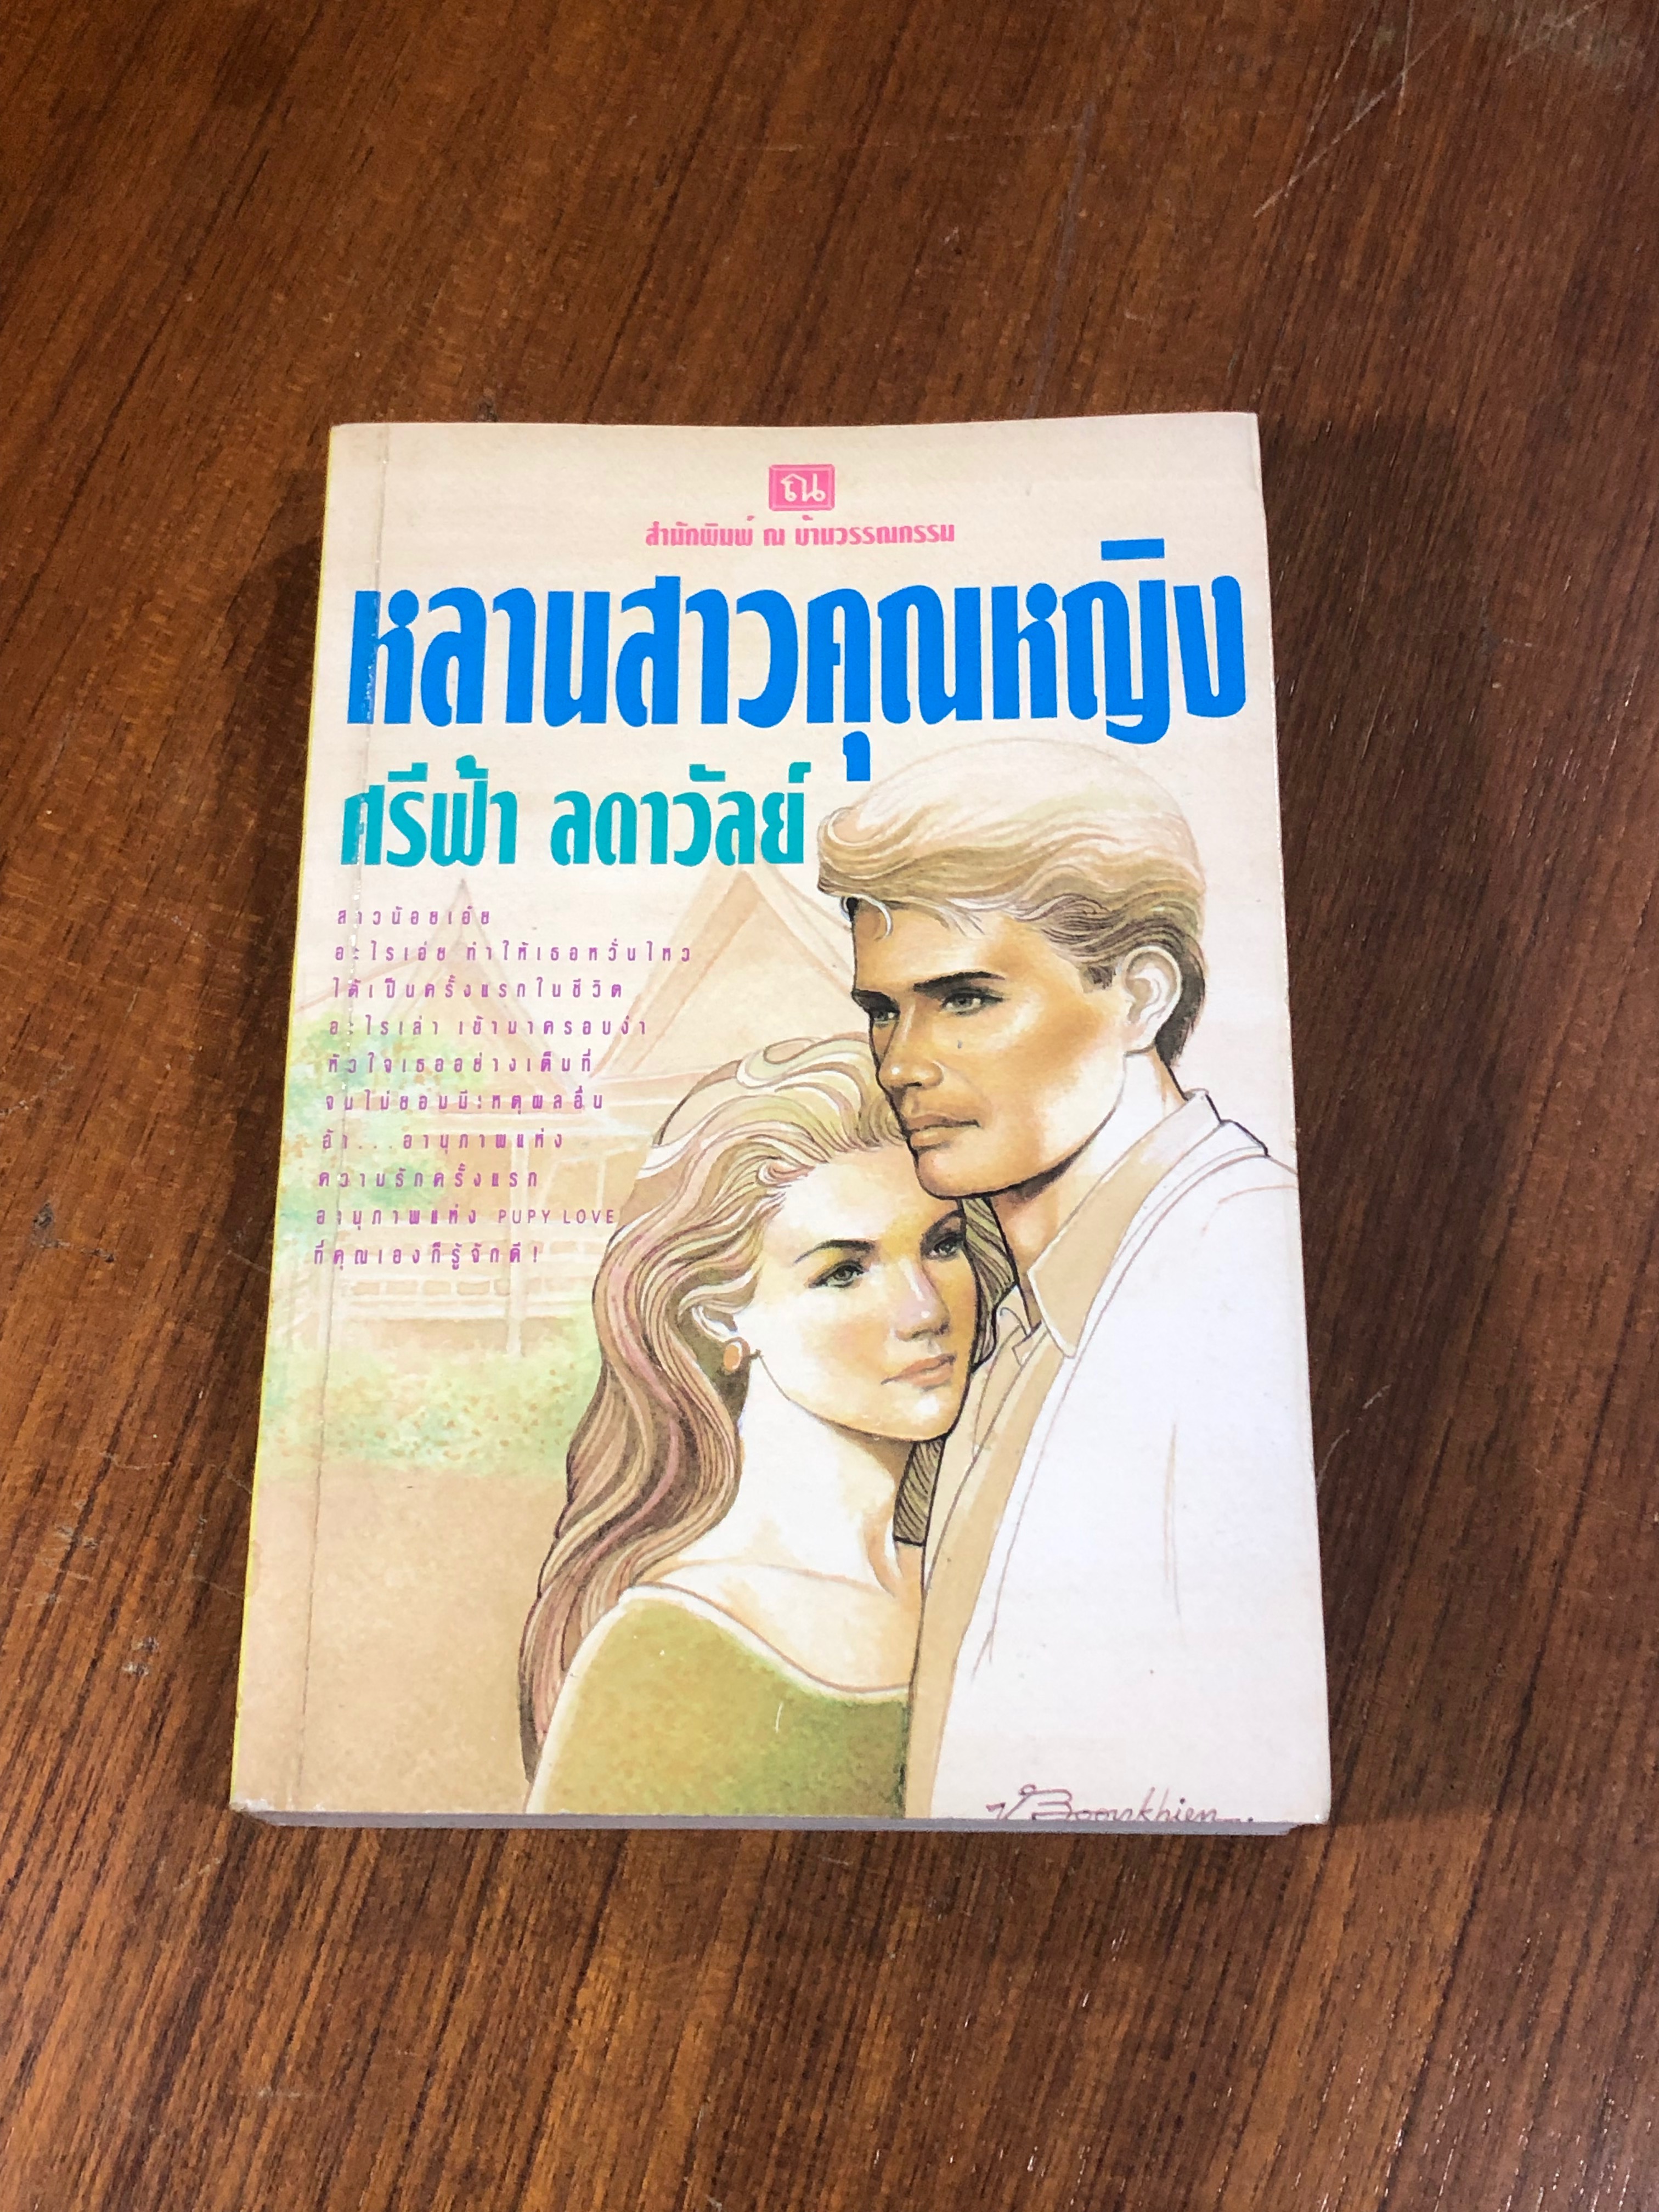 ณ
สำนักพิมพ์ ณ บ้านวรรณกรรม
หลานสาวคุณหญิง
ศรีฟ้า ลดาวัลย์
สาวน้อยเอ๋ย
อะไรเอ่ย ทำให้เธอหวั่นไหว
ได้เป็นครั้งแรกในชีวิต
อะไรเล่า เข้ามาครอบงำ
หัวใจเธออย่างเต็มที่
จนไม่ยอมมีเหตุผลอื่น
อ้า...อานุภาพแห่ง
ความรักครั้งแรก
อานุภาพแห่ง PUPY LOVE
ที่คุณเองก็รู้จักดี!
Boonkhien